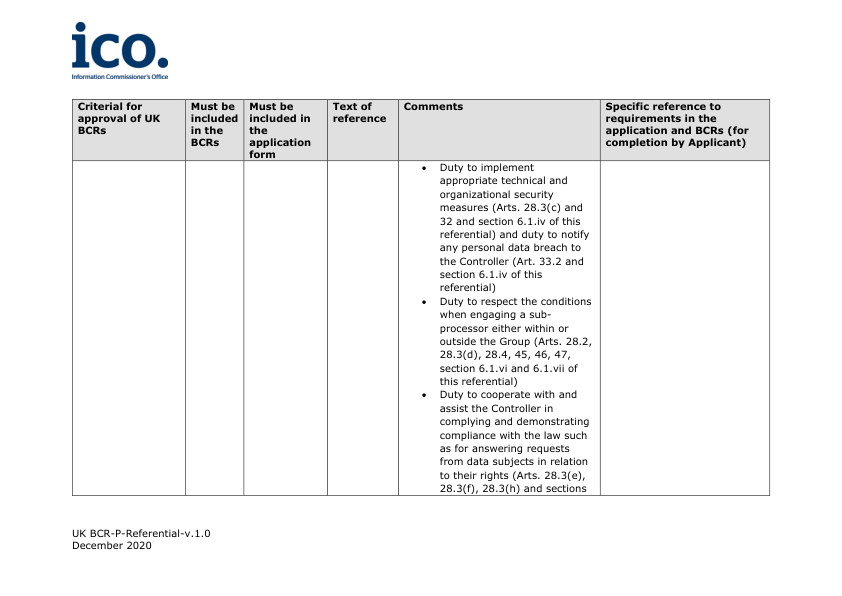 ico.
Information Commissioner's Office
Criterial for
approval of UK
BCRs
Must be
included
in the
BCRs
Must be
included in
the
application
form
Text of
reference
Comments
Specific reference to
requirements in the
application and BCRs (for
completion by Applicant)
• Duty to implement
appropriate technical and
organizational security
measures (Arts. 28.3(c) and
32 and section 6.1.iv of this
referential) and duty to notify
any personal data breach to
the Controller (Art. 33.2 and
section 6.1.iv of this
referential)
• Duty to respect the conditions
when engaging a sub-
processor either within or
outside the Group (Arts. 28.2,
28.3(d), 28.4, 45, 46, 47,
section 6.1.vi and 6.1.vii of
this referential)
• Duty to cooperate with and
assist the Controller in
complying and demonstrating
compliance with the law such
as for answering requests
from data subjects in relation
to their rights (Arts. 28.3(e),
28.3(f), 28.3(h) and sections
UK BCR-P-Referential-v.1.0
December 2020